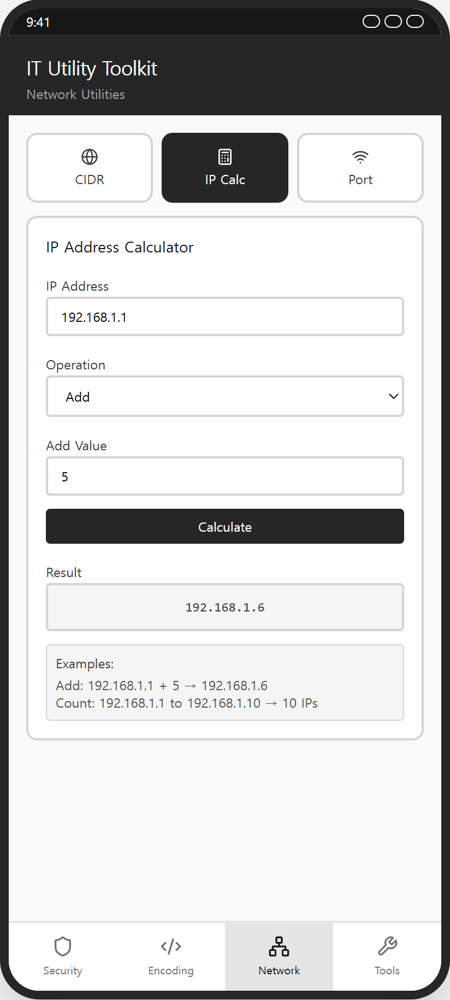 9:41
IT Utility Toolkit
Network Utilities
CIDR
IP Calc
Port
IP Address Calculator
IP Address
192.168.1.1
Operation
Add
Add Value
5
Calculate
Result
192.168.1.6
Examples:
Add: 192.168.1.1 + 5 → 192.168.1.6
Count: 192.168.1.1 to 192.168.1.10 → 10 IPs
Security
Encoding
Network
Tools